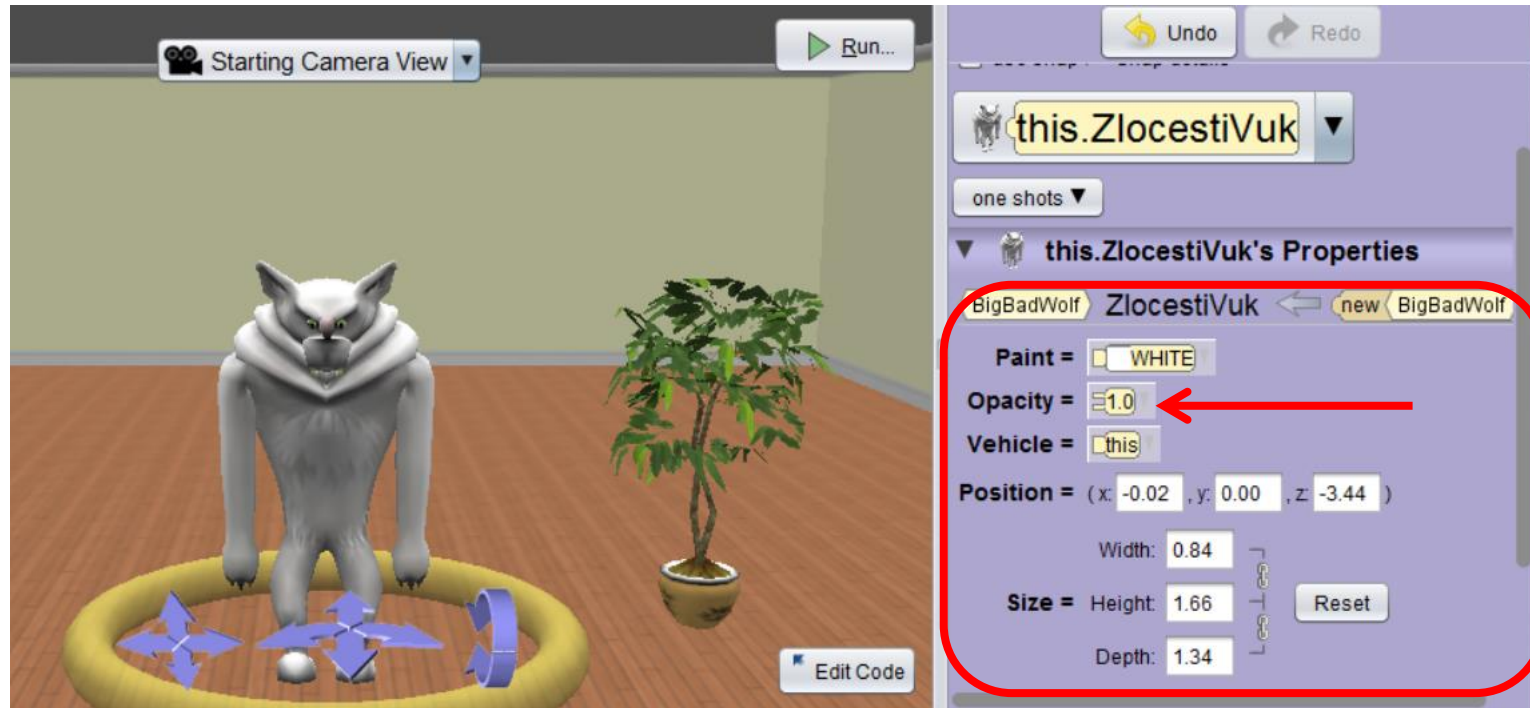 Starting Camera View
Run...
Undo
Redo
this.ZlocestiVuk
one shots
this.ZlocestiVuk's Properties
BigBadWolf ZlocestiVuk new BigBadWolf
Paint = WHITE
Opacity = 1.0
Vehicle = this
Position = ( x: -0.02 , y: 0.00 , z: -3.44 )
Width: 0.84
Size = Height: 1.66 Reset
Depth: 1.34
Edit Code